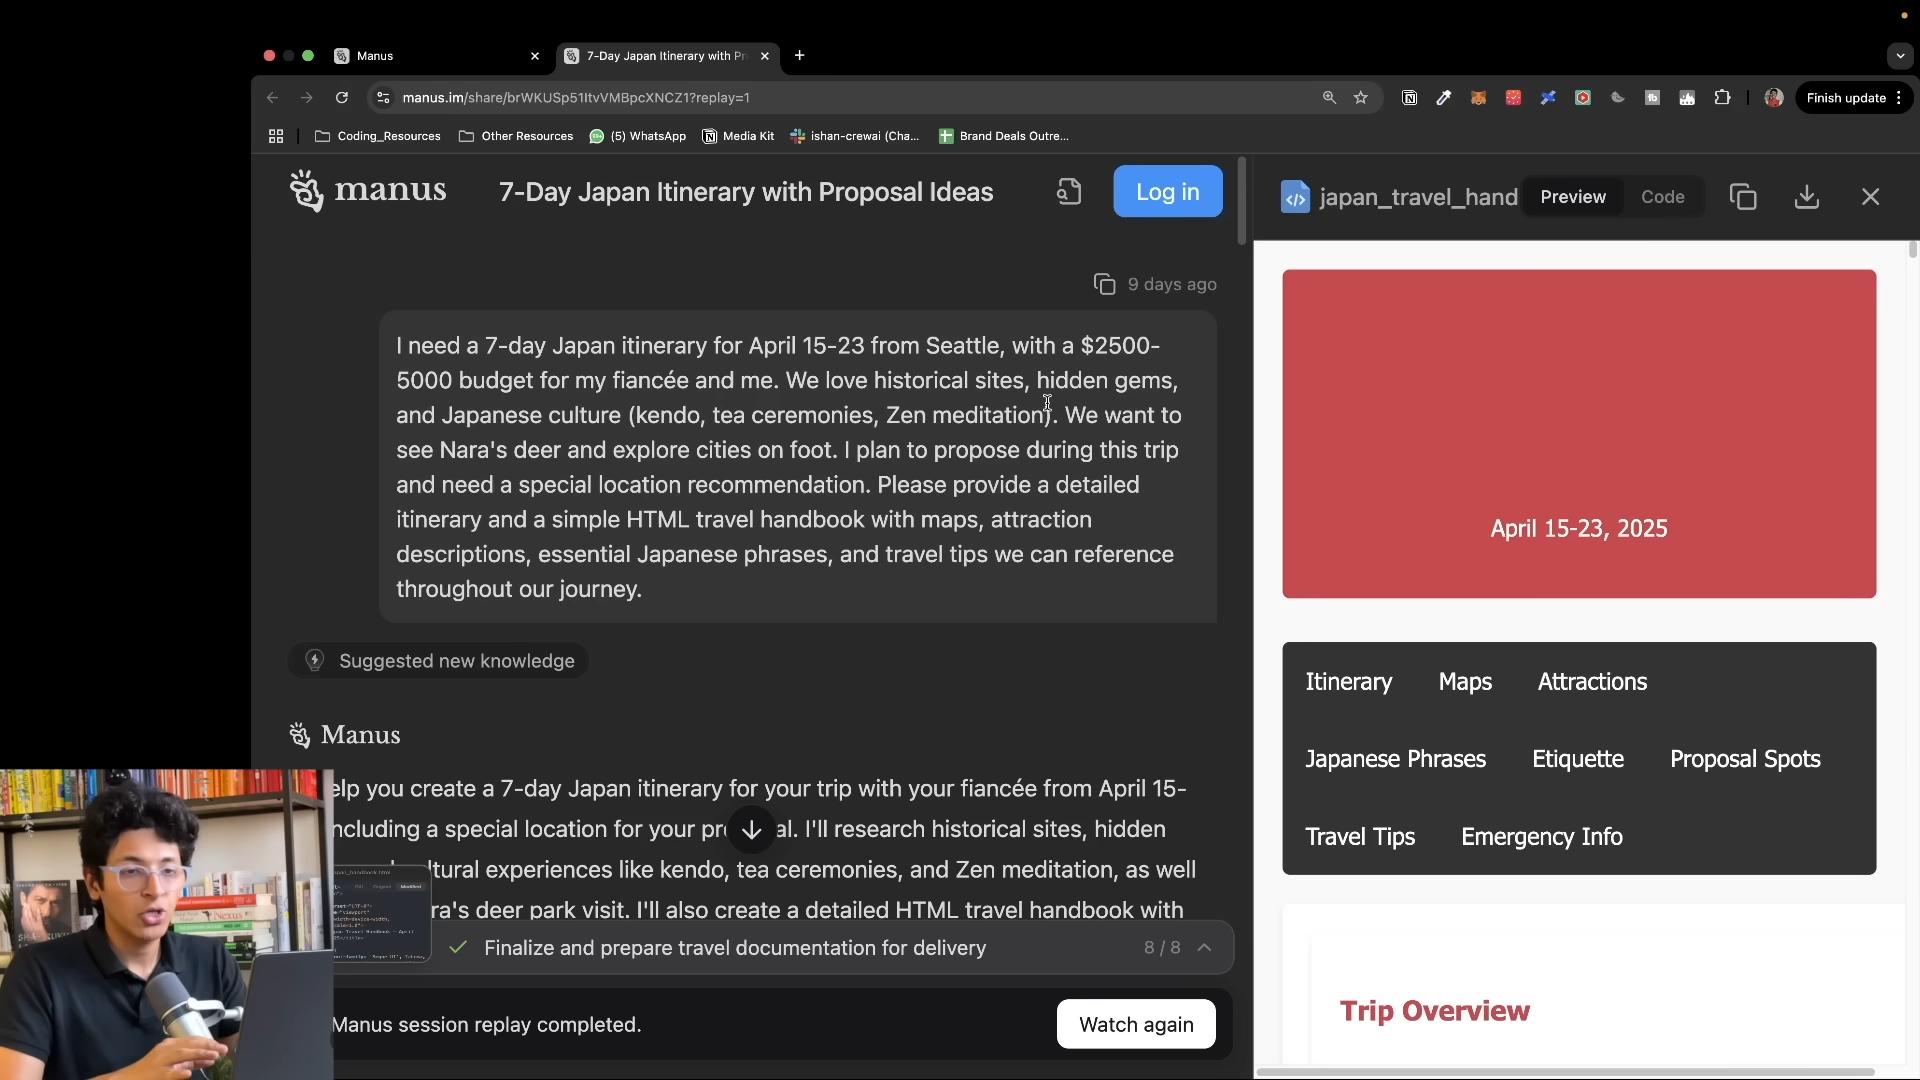 Manus
7-Day Japan Itinerary with Pr
manus.im/share/brWKUSp51ItvVMBpcXNCZ1?replay=1
Finish update
Coding_Resources
Other Resources
(5) WhatsApp
Media Kit
ishan-crewai (Cha...
Brand Deals Outre...
manus
7-Day Japan Itinerary with Proposal Ideas
Log in
9 days ago
I need a 7-day Japan itinerary for April 15-23 from Seattle, with a $2500-
5000 budget for my fiancée and me. We love historical sites, hidden gems,
and Japanese culture (kendo, tea ceremonies, Zen meditation). We want to
see Nara's deer and explore cities on foot. I plan to propose during this trip
and need a special location recommendation. Please provide a detailed
itinerary and a simple HTML travel handbook with maps, attraction
descriptions, essential Japanese phrases, and travel tips we can reference
throughout our journey.
Suggested new knowledge
Manus
elp you create a 7-day Japan itinerary for your trip with your fiancée from April 15-
ncluding a special location for your pr al. I'll research historical sites, hidden
tural experiences like kendo, tea ceremonies, and Zen meditation, as well
ra's deer park visit. I'll also create a detailed HTML travel handbook with
Finalize and prepare travel documentation for delivery
8 / 8
Manus session replay completed.
Watch again
japan_travel_hand
Preview
Code
April 15-23, 2025
Itinerary
Maps
Attractions
Japanese Phrases
Etiquette
Proposal Spots
Travel Tips
Emergency Info
Trip Overview